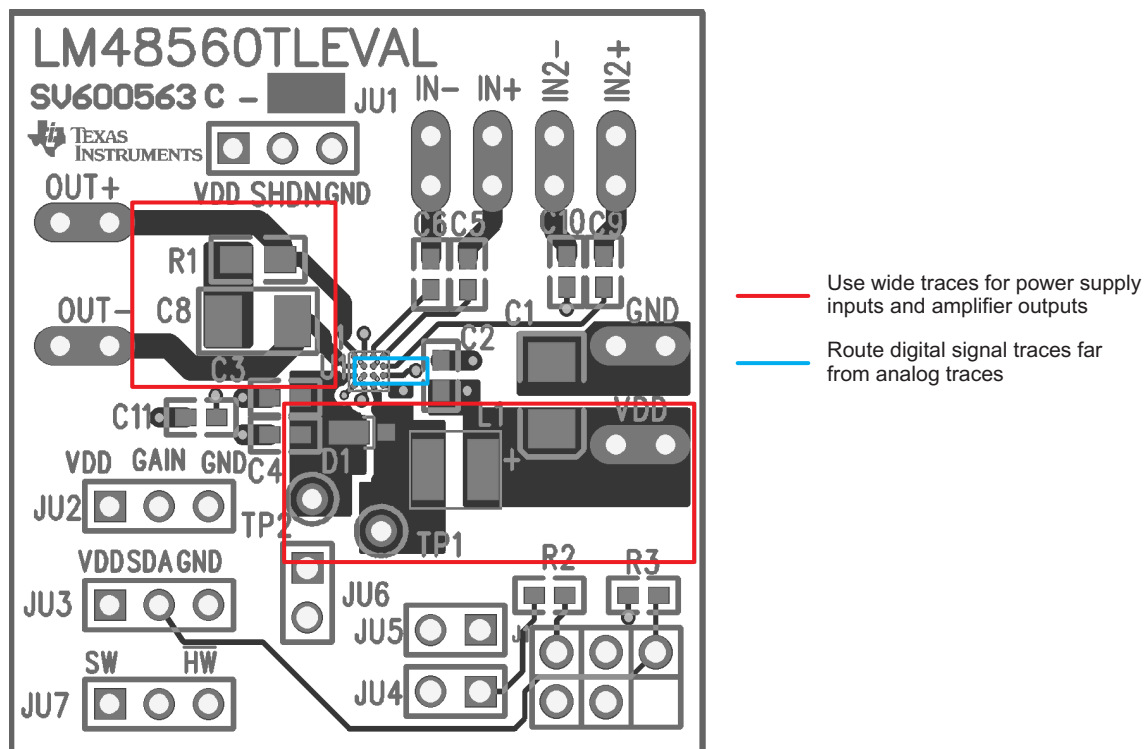 LM48560TLEVAL
SV600563 C -
JU1
IN-
IN+
IN2-
IN2+
TEXAS
INSTRUMENTS
OUT+
VDD SHDN GND
C6
C5
C10
C9
R1
C8
OUT-
C1
GND
C2
U1
C3
C11
VDD
L1
+
D1
C4
VDD GAIN GND
JU2
TP2
TP1
VDD SDA GND
JU3
JU6
R2
R3
JU5
SW HW
JU7
JU4
Use wide traces for power supply
inputs and amplifier outputs
Route digital signal traces far
from analog traces